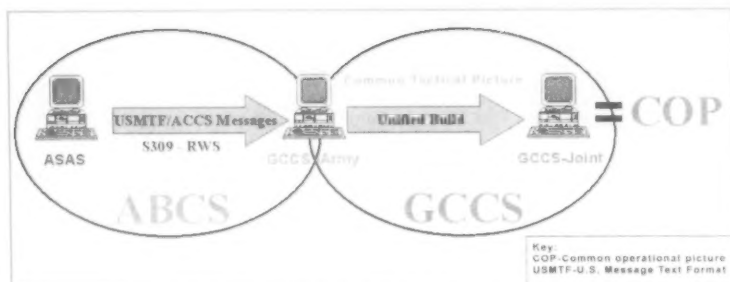 Common Tactical Picture
USMTF/ACCS Messages
S309 - RWS
Unified Build
= COP
ASAS
GCCS-Army
GCCS-Joint
ABCS
GCCS
Key:
COP-Common operational picture
USMTF-U.S. Message Text Format